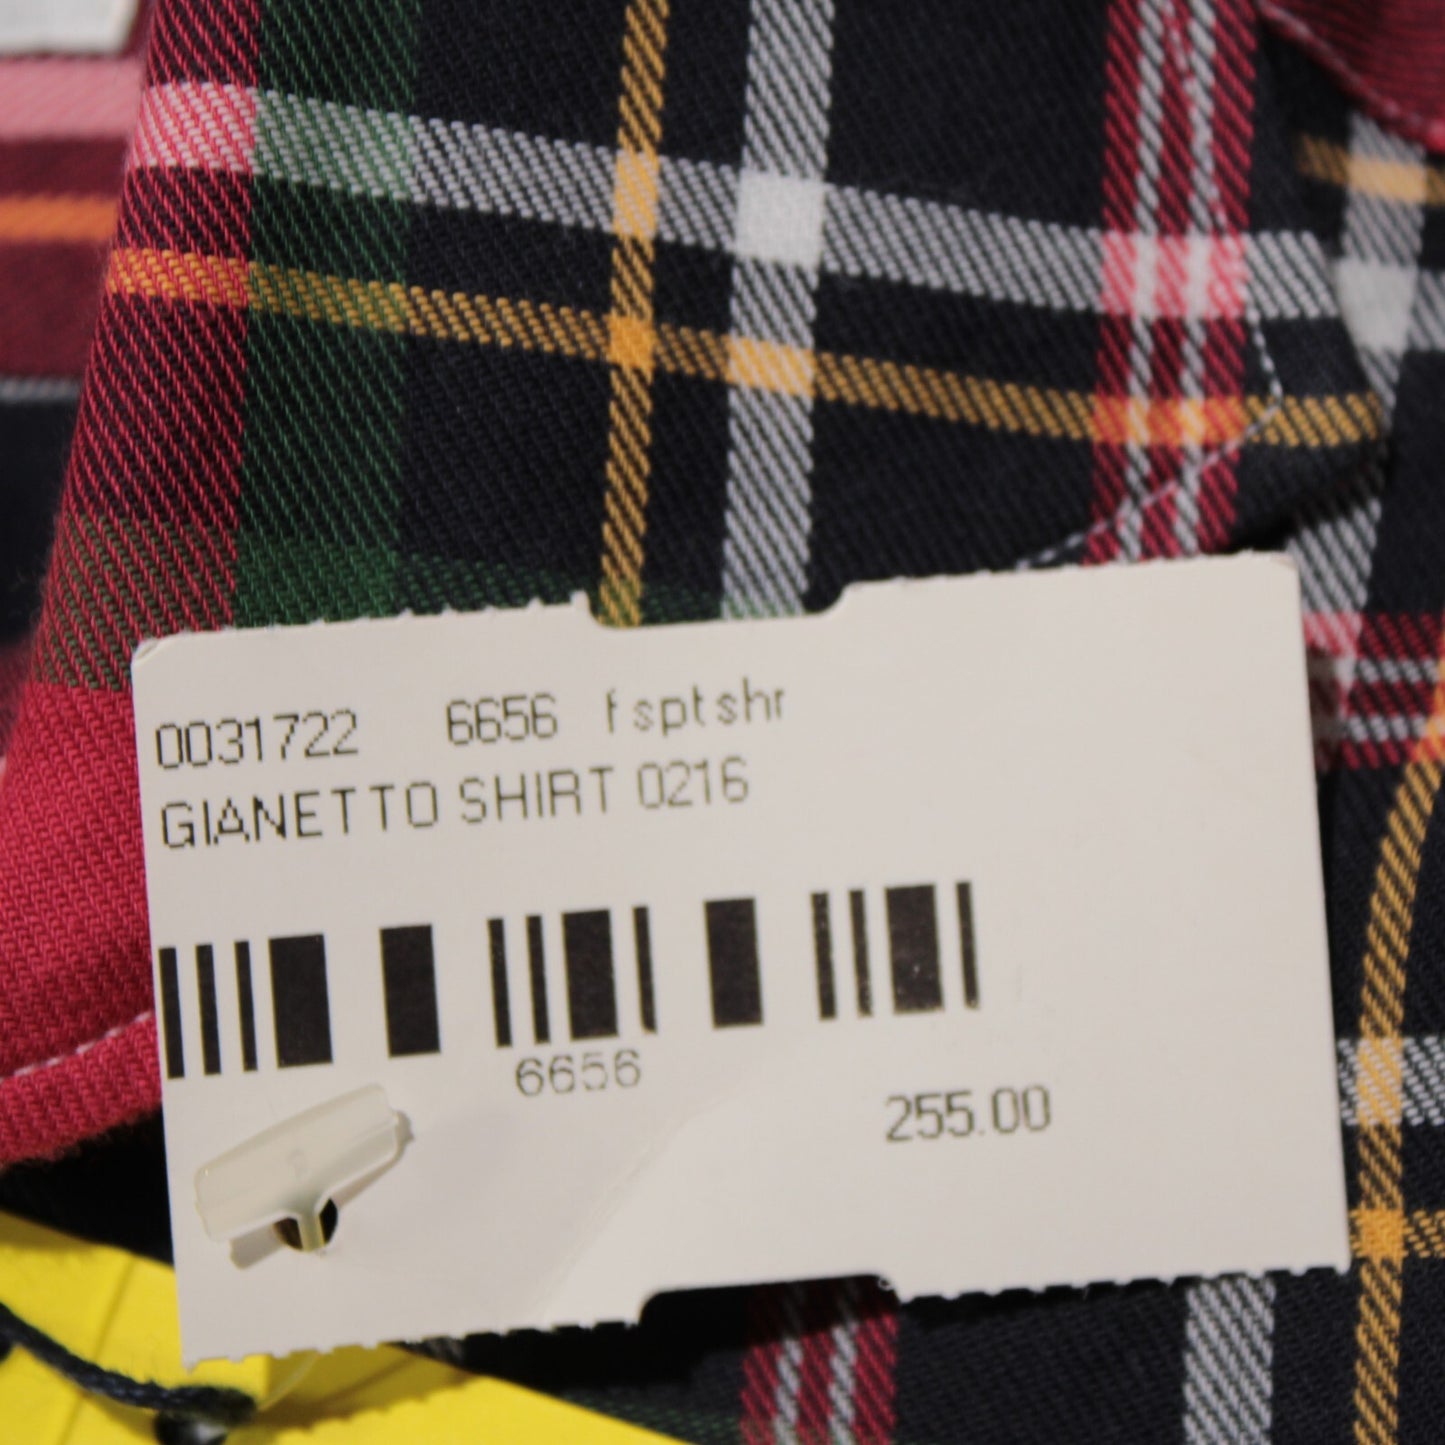 0031722 6656 fsptshr
GIANETTO SHIRT 0216
6656
255.00